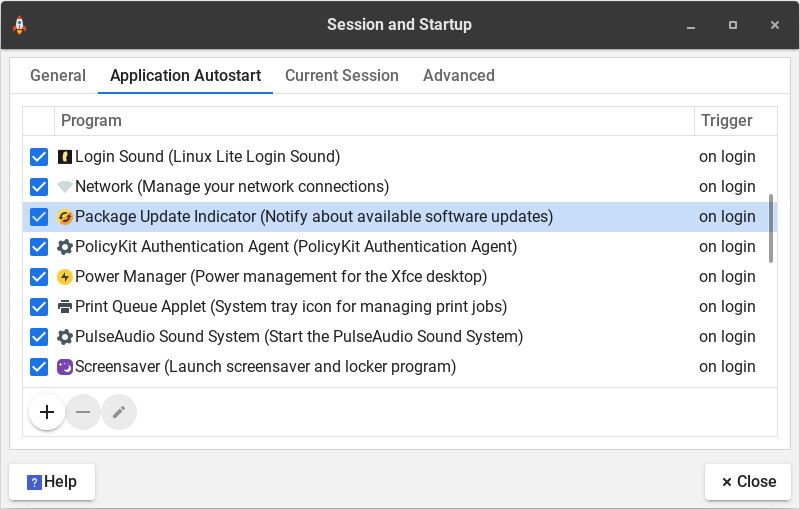 Session and Startup
General Application Autostart Current Session Advanced
Program Trigger
Login Sound (Linux Lite Login Sound) on login
Network (Manage your network connections) on login
Package Update Indicator (Notify about available software updates) on login
PolicyKit Authentication Agent (PolicyKit Authentication Agent) on login
Power Manager (Power management for the Xfce desktop) on login
Print Queue Applet (System tray icon for managing print jobs) on login
PulseAudio Sound System (Start the PulseAudio Sound System) on login
Screensaver (Launch screensaver and locker program) on login
? Help × Close